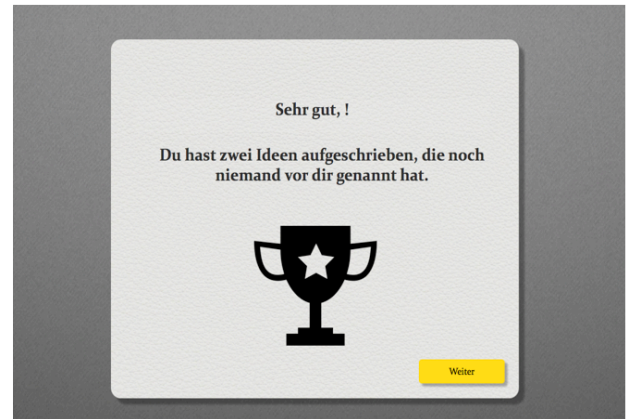 Sehr gut, !
Du hast zwei Ideen aufgeschrieben, die noch
niemand vor dir genannt hat.
Weiter